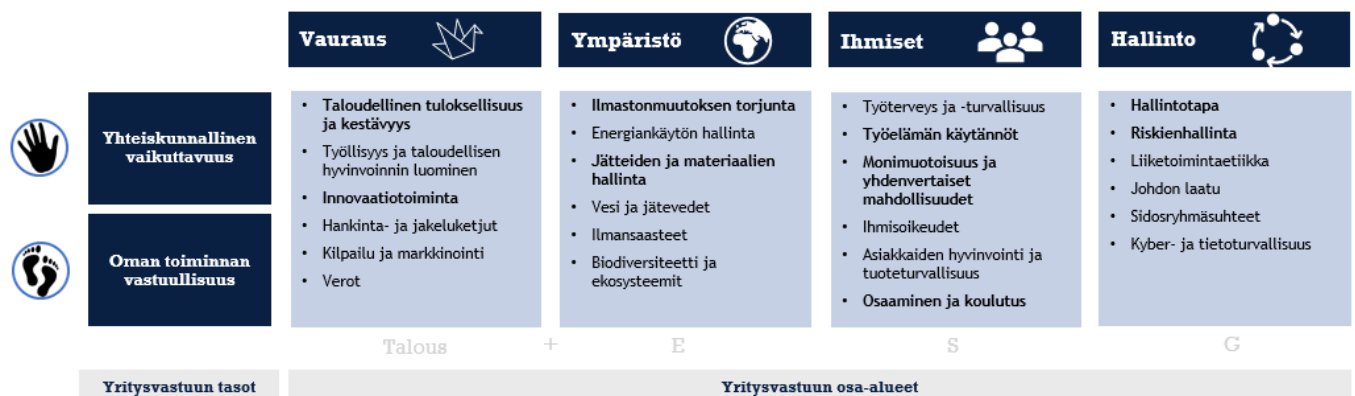 Vauraus
Ympäristö
Ihmiset
Hallinto
Yhteiskunnallinen
vaikuttavuus
Oman toiminnan
vastuullisuus
• Taloudellinen tuloksellisuus
ja kestävyys
• Työllisyys ja taloudellisen
hyvinvoinnin luominen
• Innovaatiotoiminta
• Hankinta- ja jakeluketjut
• Kilpailu ja markkinointi
• Verot
• Ilmastonmuutoksen torjunta
• Energiankäytön hallinta
• Jätteiden ja materiaalien
hallinta
• Vesi ja jätevedet
• Ilmansaasteet
• Biodiversiteetti ja
ekosysteemit
• Työterveys ja -turvallisuus
• Työelämän käytännöt
• Monimuotoisuus ja
yhdenvertaiset
mahdollisuudet
• Ihmisoikeudet
• Asiakkaiden hyvinvointi ja
tuoteturvallisuus
• Osaaminen ja koulutus
• Hallintotapa
• Riskienhallinta
• Liiketoimintaetiikka
• Johdon laatu
• Sidosryhmäsuhteet
• Kyber- ja tietoturvallisuus
Talous + E S G
Yritysvastuun tasot
Yritysvastuun osa-alueet